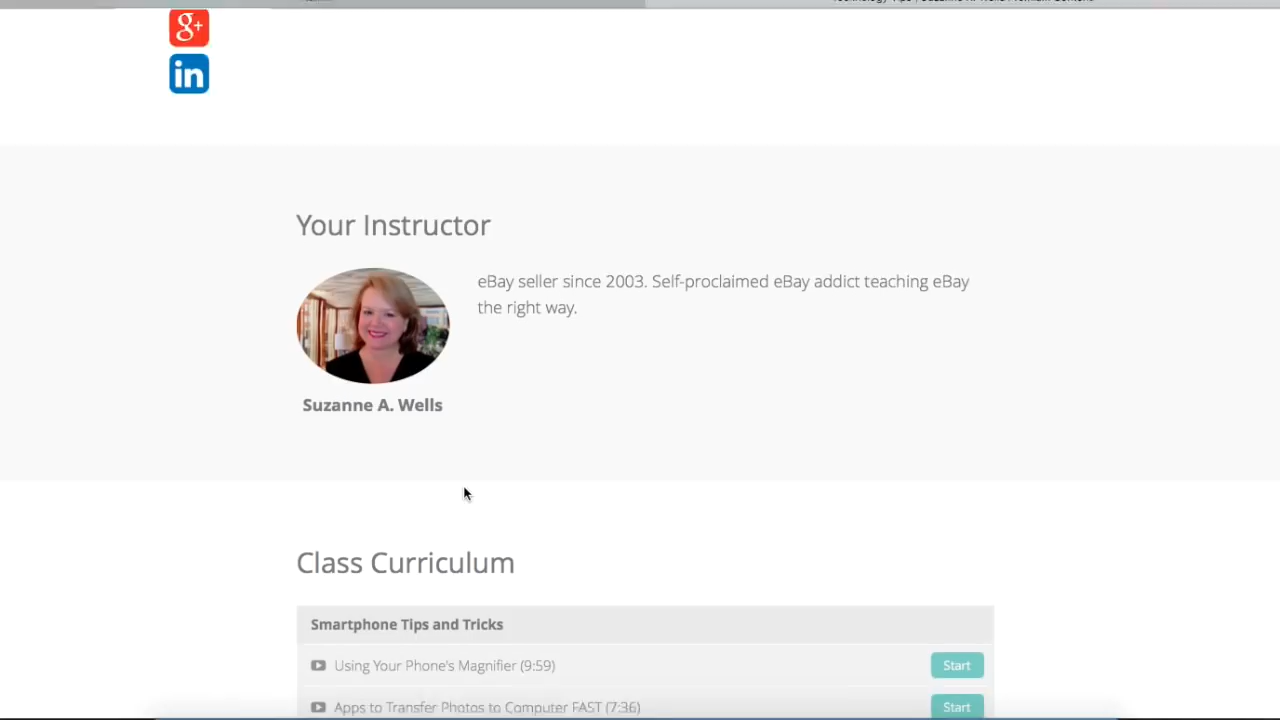 g+
in
Your Instructor
eBay seller since 2003. Self-proclaimed eBay addict teaching eBay
the right way.
Suzanne A. Wells
Class Curriculum
Smartphone Tips and Tricks
Using Your Phone's Magnifier (9:59)
Start
Apps to Transfer Photos to Computer FAST (7:36)
Start